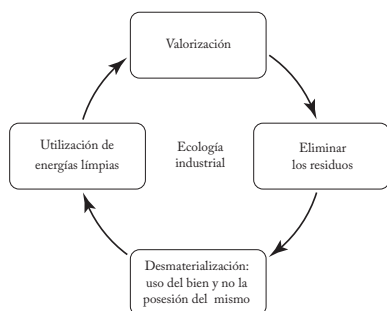 Valorización
Utilización de
energías límpias
Ecología
industrial
Eliminar
los residuos
Desmaterialización:
uso del bien y no la
posesión del mismo